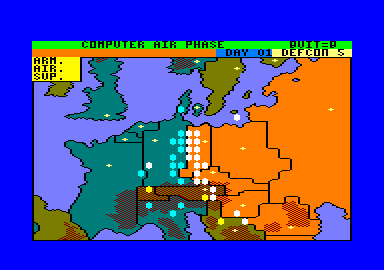 COMPUTER AIR PHASE QUIT=Q
DAY 01 DEFCON 5
ARM.
AIR.
SUP.